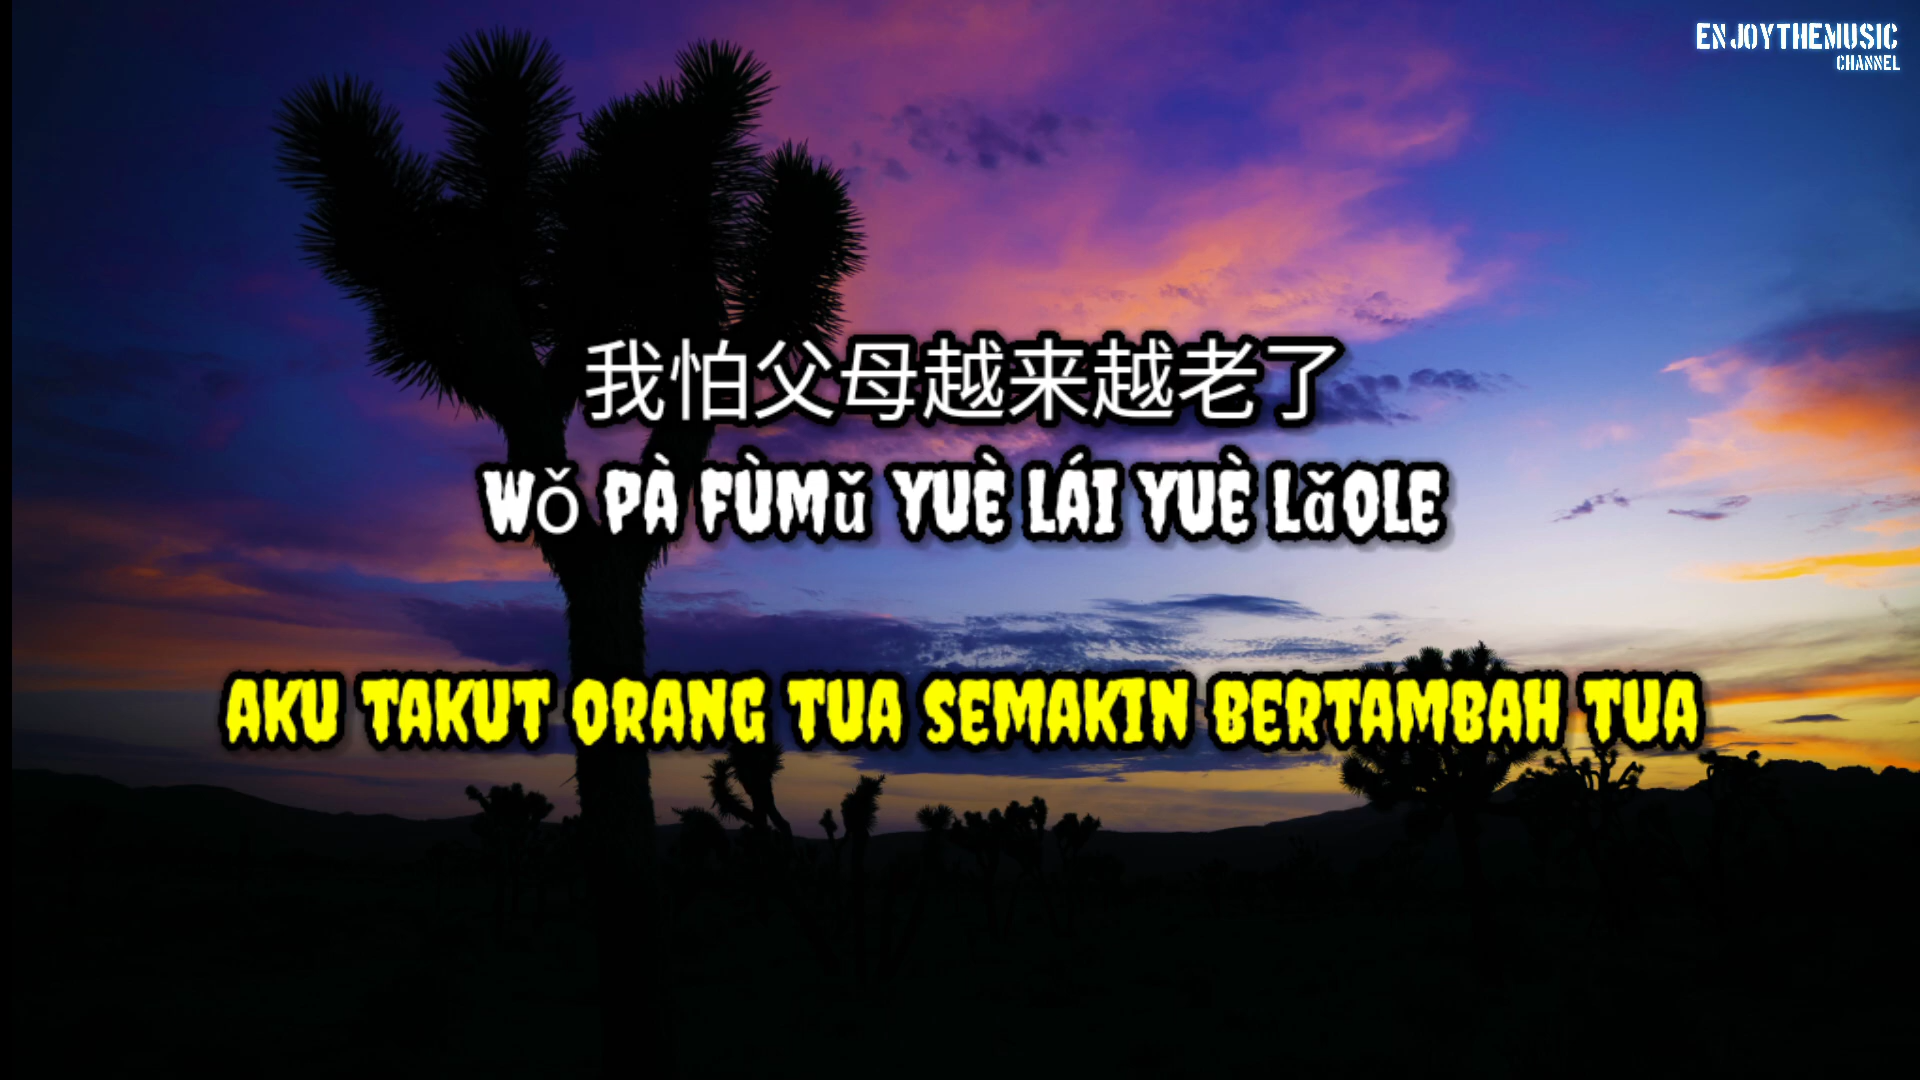 ENJOYTHEMUSIC
CHANNEL
我怕父母越来越老了
Wǒ PÀ FÙMǔ YUÈ LÁI YUÈ LǎOLE
AKU TAKUT ORANG TUA SEMAKIN BERTAMBAH TUA